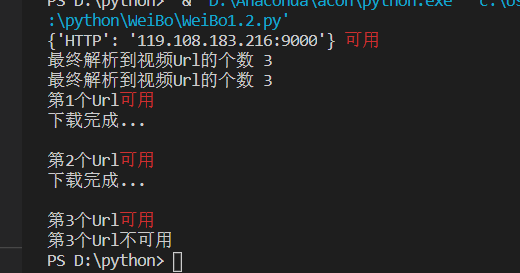 PS D:\python> & D:\Anaconda\acon\python.exe
:\python\WeiBo\WeiBo1.2.py'
{'HTTP': '119.108.183.216:9000'} 可用
最终解析到视频Url的个数 3
最终解析到视频Url的个数 3
第1个Url可用
下载完成...
第2个Url可用
下载完成...
第3个Url可用
第3个Url不可用
PS D:\python>